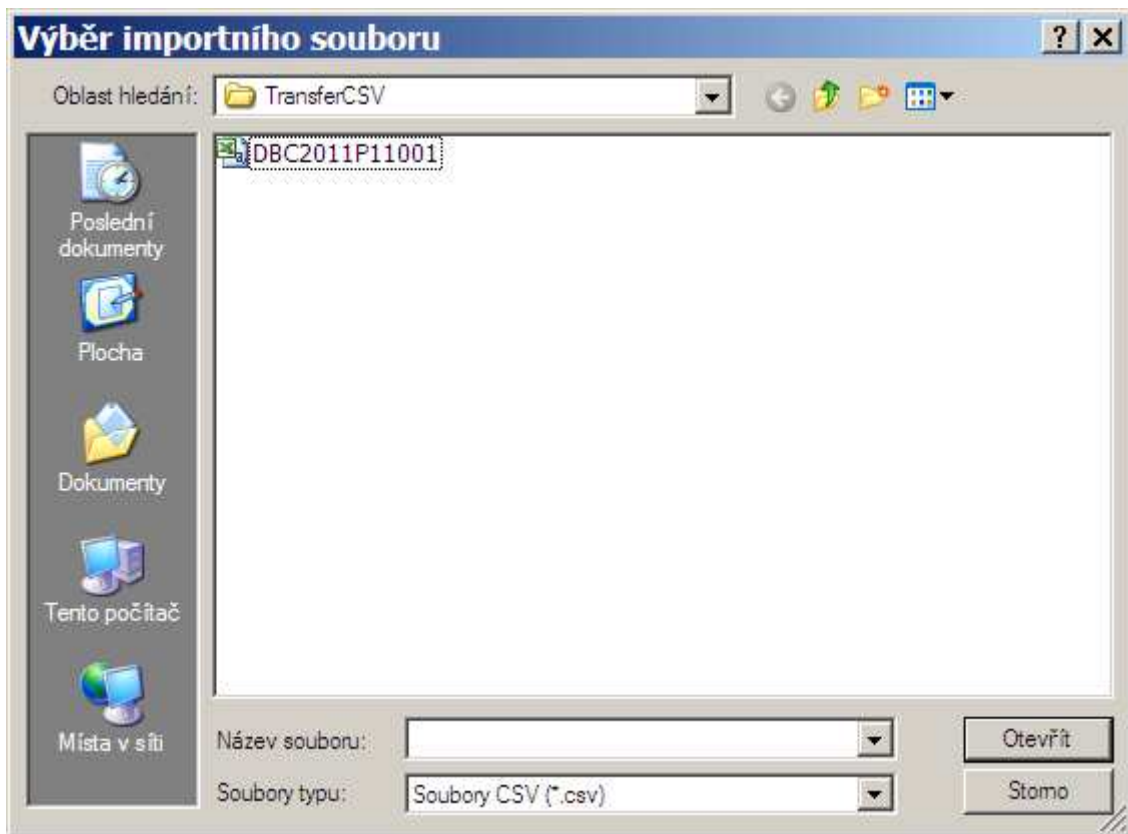 Výběr importního souboru
Oblast hledání: TransferCSV
DBC2011P11001
Poslední
dokumenty
Plocha
Dokumenty
Tento počítač
Místa v síti
Název souboru:
Otevřít
Soubory typu: Soubory CSV (*.csv)
Storno